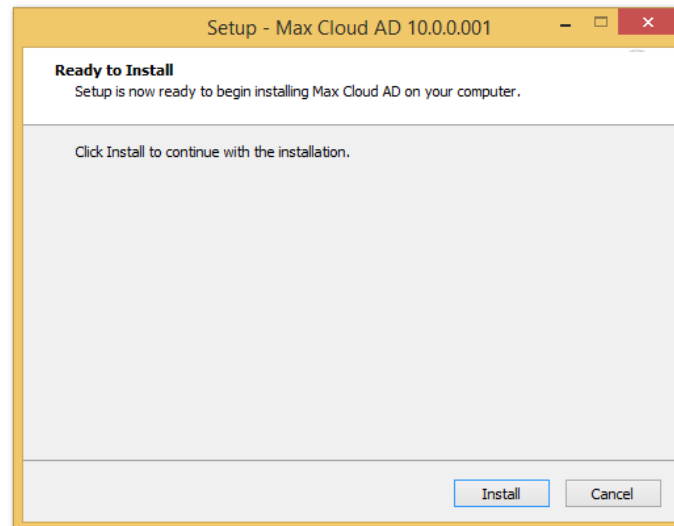 Setup - Max Cloud AD 10.0.0.001
Ready to Install
Setup is now ready to begin installing Max Cloud AD on your computer.
Click Install to continue with the installation.
Install
Cancel